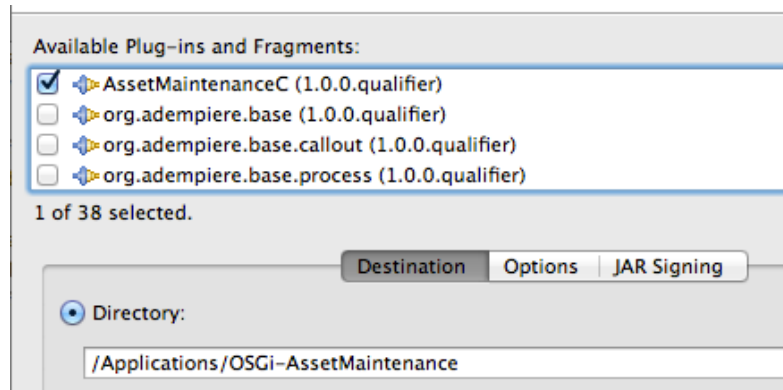 Available Plug-ins and Fragments:
AssetMaintenanceC (1.0.0.qualifier)
org.adempiere.base (1.0.0.qualifier)
org.adempiere.base.callout (1.0.0.qualifier)
org.adempiere.base.process (1.0.0.qualifier)
1 of 38 selected.
Destination Options JAR Signing
Directory:
/Applications/OSGi-AssetMaintenance